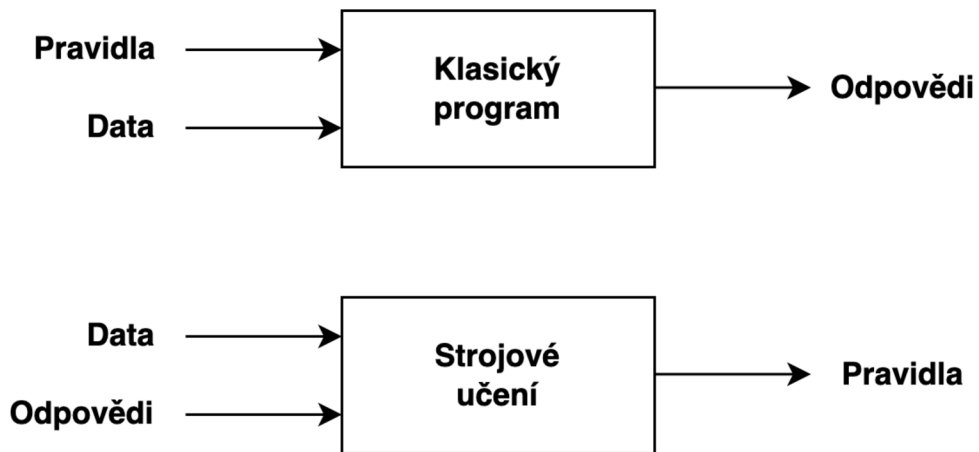 Pravidla
Data
Klasický
program
Odpovědi
Data
Odpovědi
Strojové
učení
Pravidla